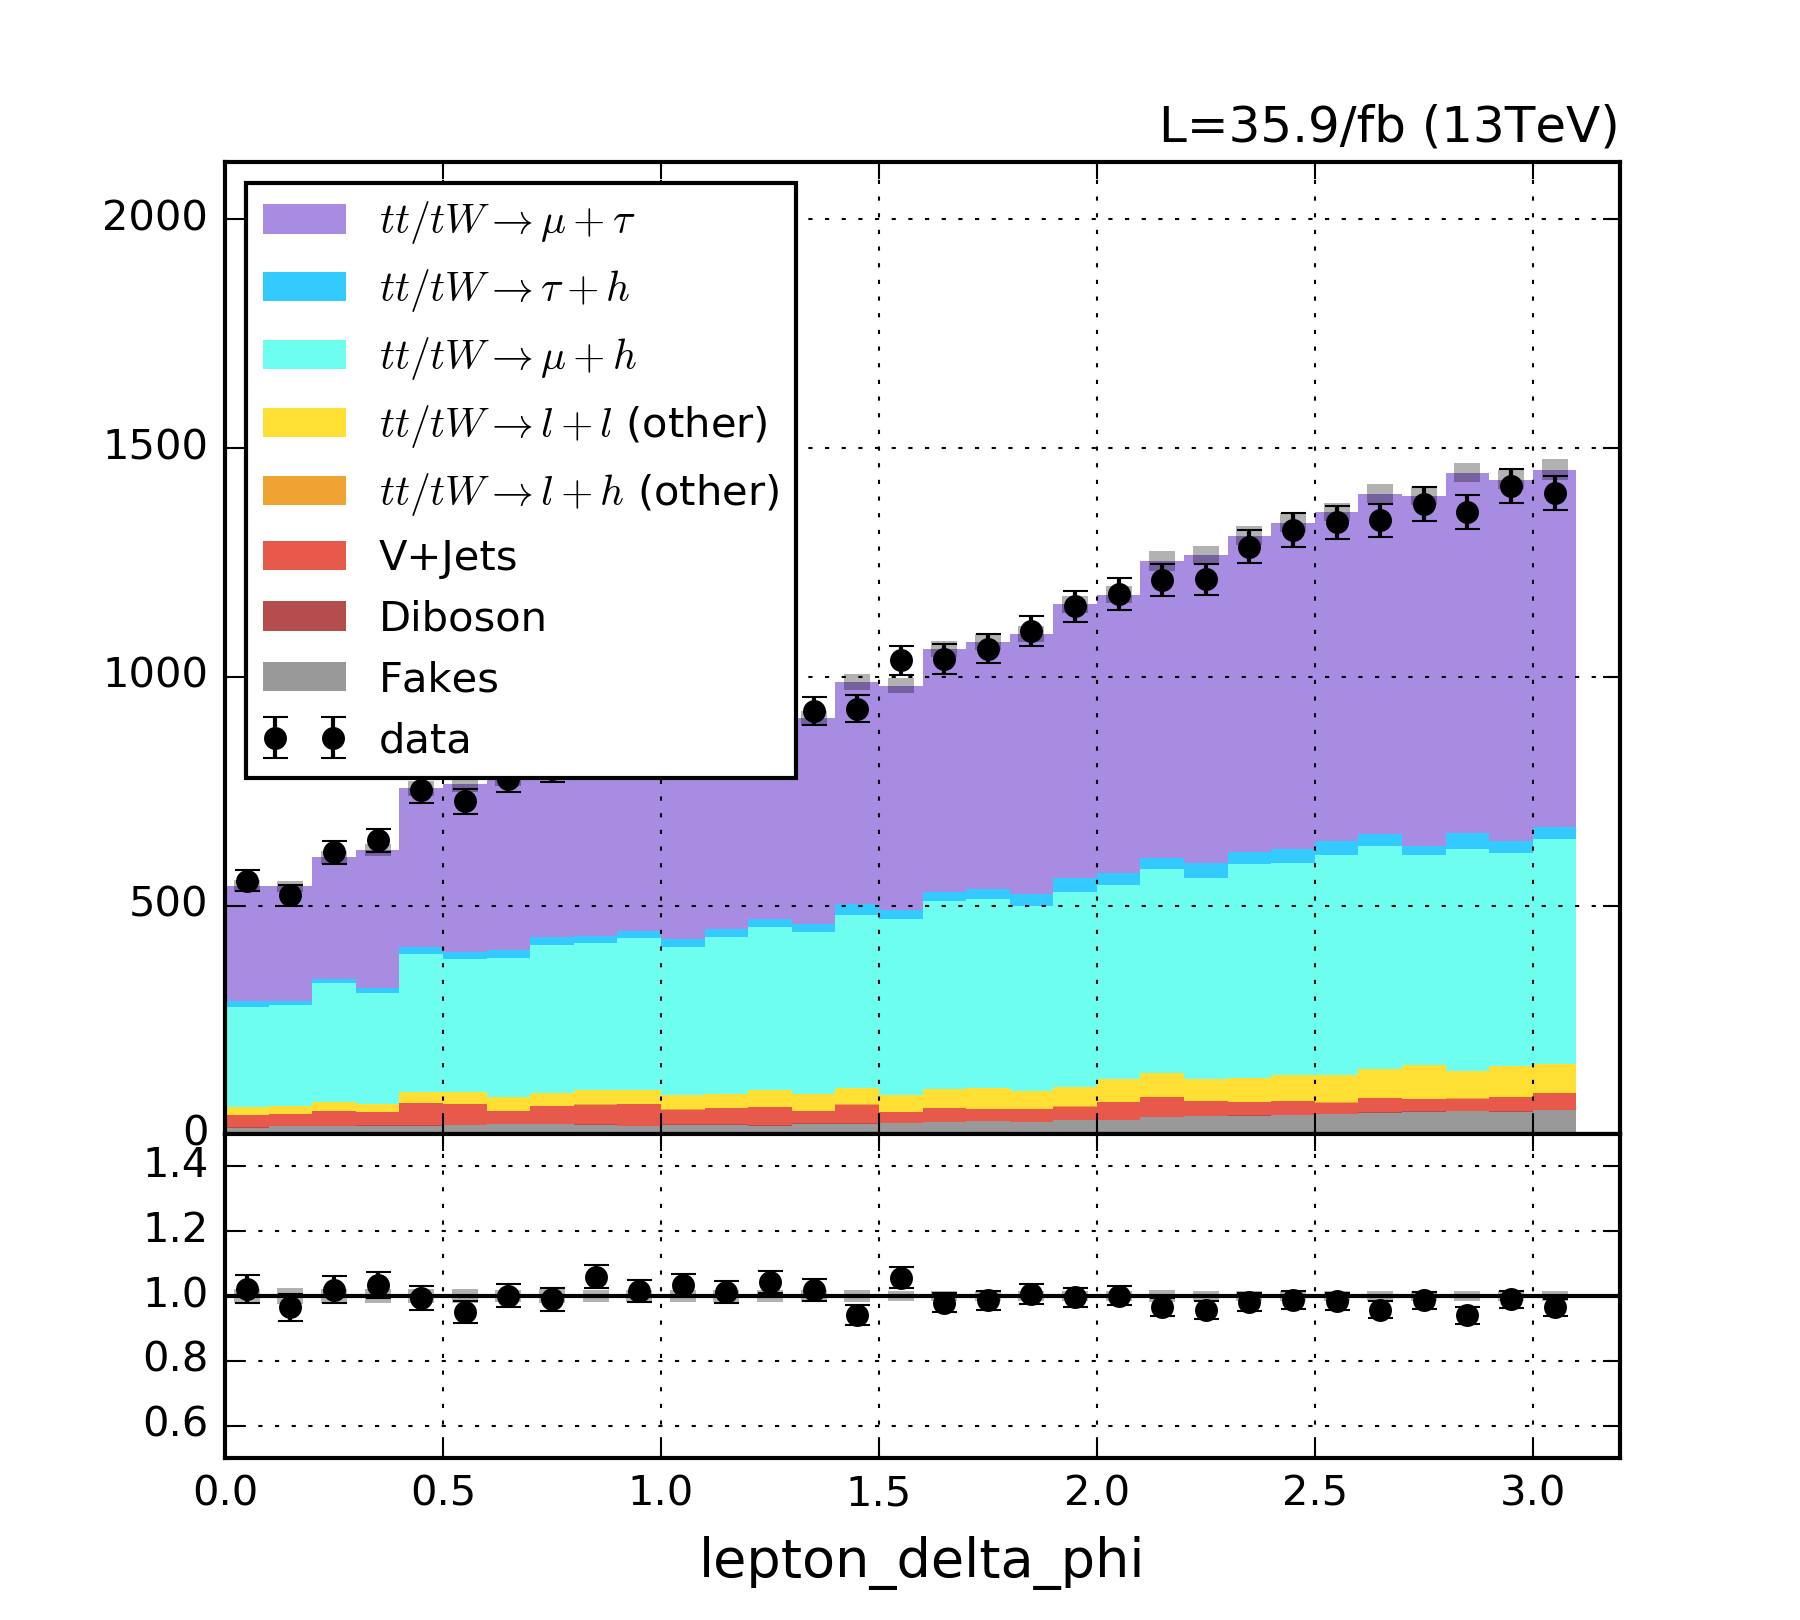 L=35.9/fb (13TeV)
2000
1500
1000
500
0
tt/tW → μ + τ
tt/tW → τ + h
tt/tW → μ + h
tt/tW → l + l (other)
tt/tW → l + h (other)
V+Jets
Diboson
Fakes
data
1.4
1.2
1.0
0.8
0.6
0.0 0.5 1.0 1.5 2.0 2.5 3.0
lepton_delta_phi